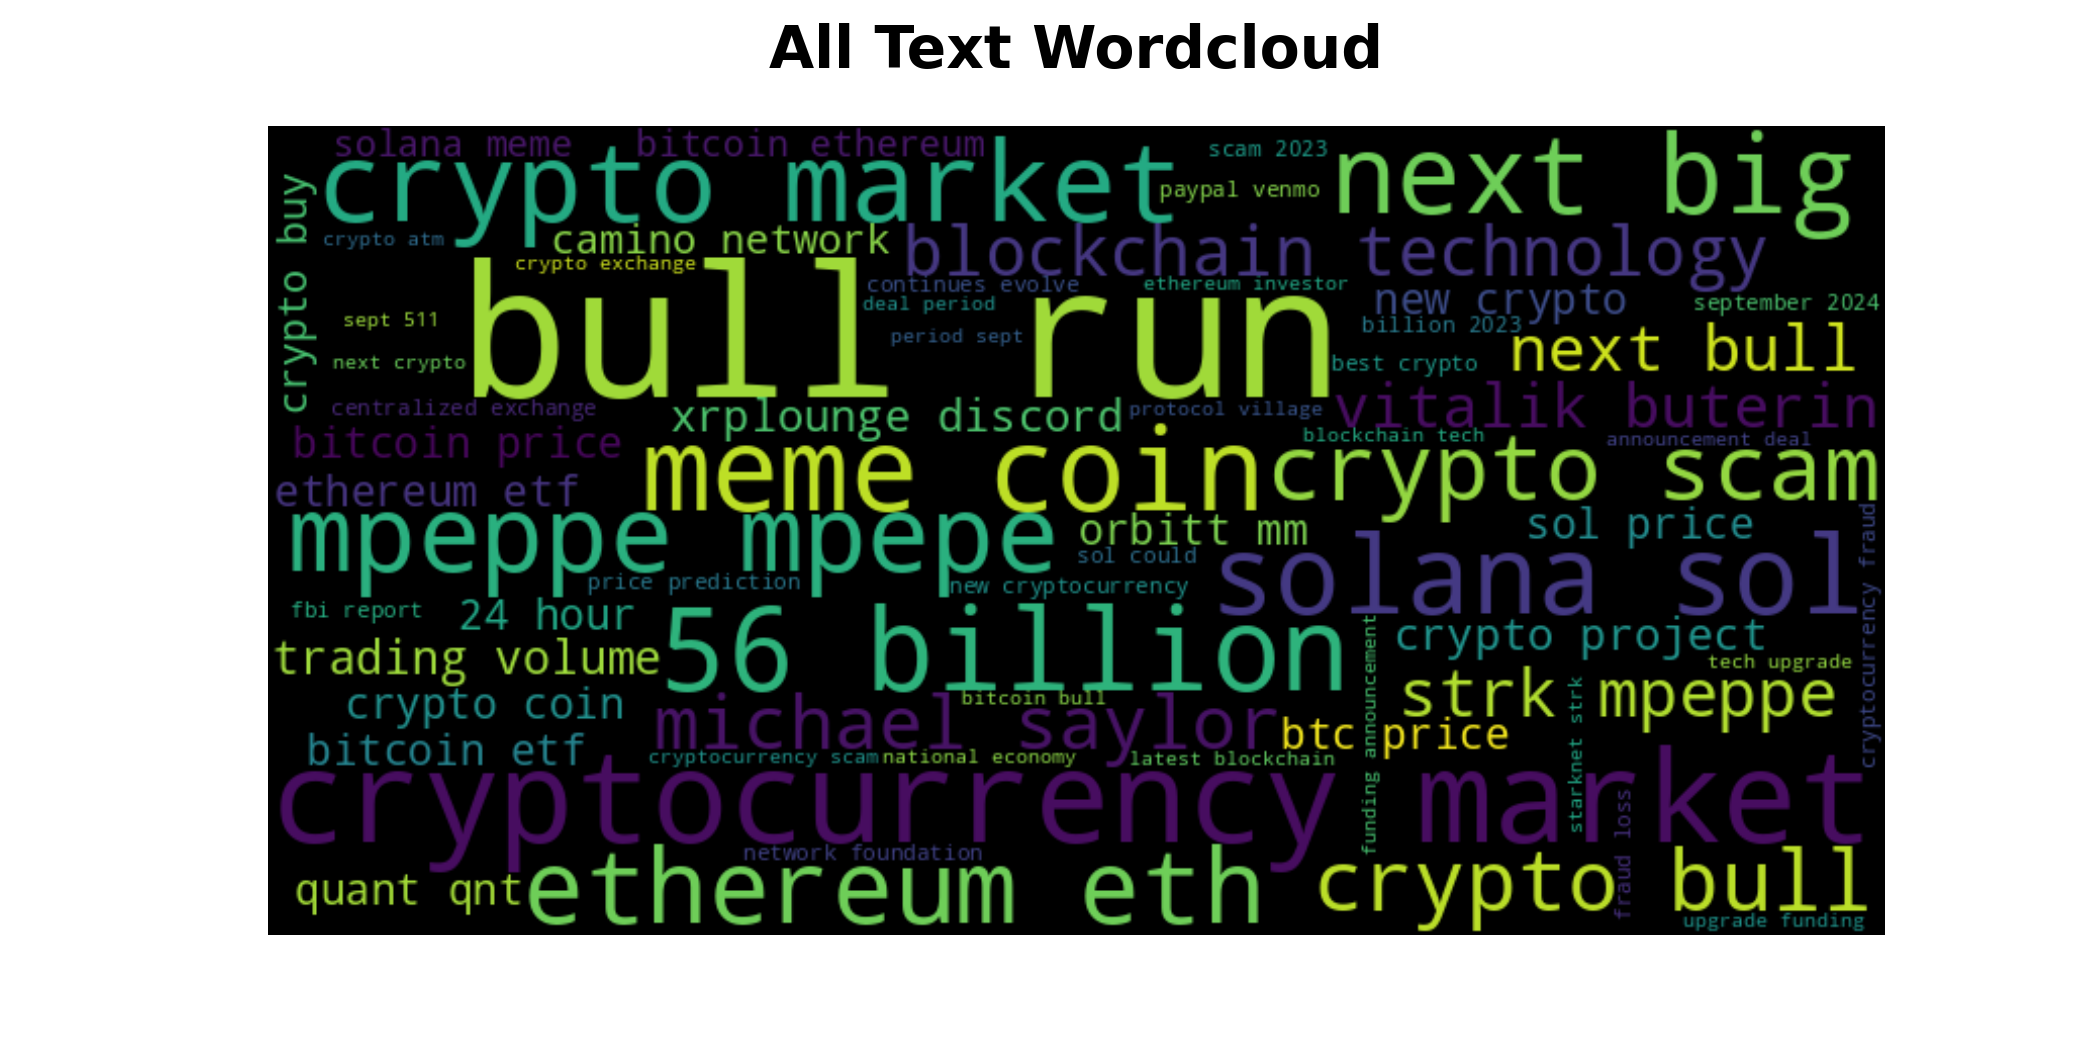 All Text Wordcloud
solana meme
bitcoin ethereum
scam 2023
crypto market
next big
paypal venmo
crypto buy
crypto atm
camino network
blockchain technology
crypto exchange
bull run
continues evolve
ethereum investor
new crypto
september 2024
deal period
sept 511
billion 2023
period sept
next bull
next crypto
best crypto
centralized exchange
xrplounge discord
protocol village
vitalik buterin
bitcoin price
blockchain tech
announcement deal
meme coin
crypto scam
ethereum etf
mpeppe mpepe
orbitt mm
sol price
cryptocurrency fraud
sol could
solana sol
price prediction
new cryptocurrency
fbi report
24 hour
56 billion
crypto project
trading volume
funding announcement
tech upgrade
strk mpeppe
crypto coin
bitcoin bull
michael saylor
btc price
starknet strk
bitcoin etf
cryptocurrency scam
national economy
latest blockchain
cryptocurrency market
fraud loss
network foundation
quant qnt
ethereum eth
crypto bull
upgrade funding